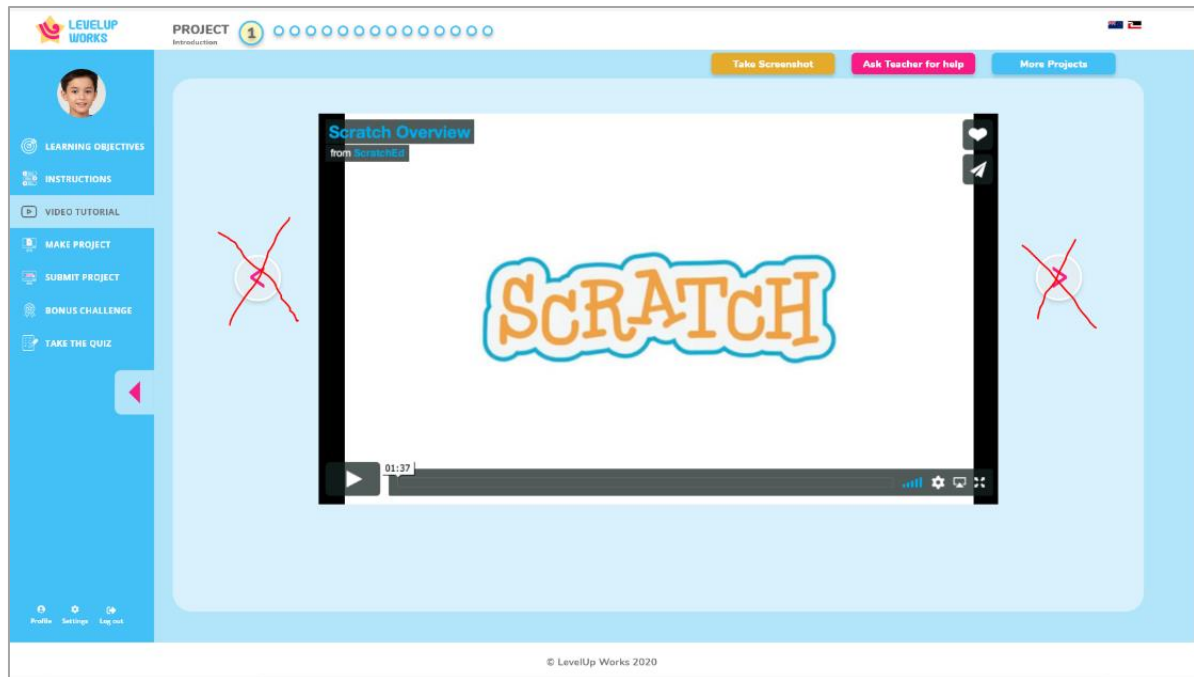 LEVELUP
WORKS
PROJECT 1
Introduction
Take Screenshot
Ask Teacher for help
More Projects
LEARNING OBJECTIVES
INSTRUCTIONS
VIDEO TUTORIAL
MAKE PROJECT
SUBMIT PROJECT
BONUS CHALLENGE
TAKE THE QUIZ
Scratch Overview
from ScratchEd
SCRATCH
01:37
Profile Settings Log out
© LevelUp Works 2020